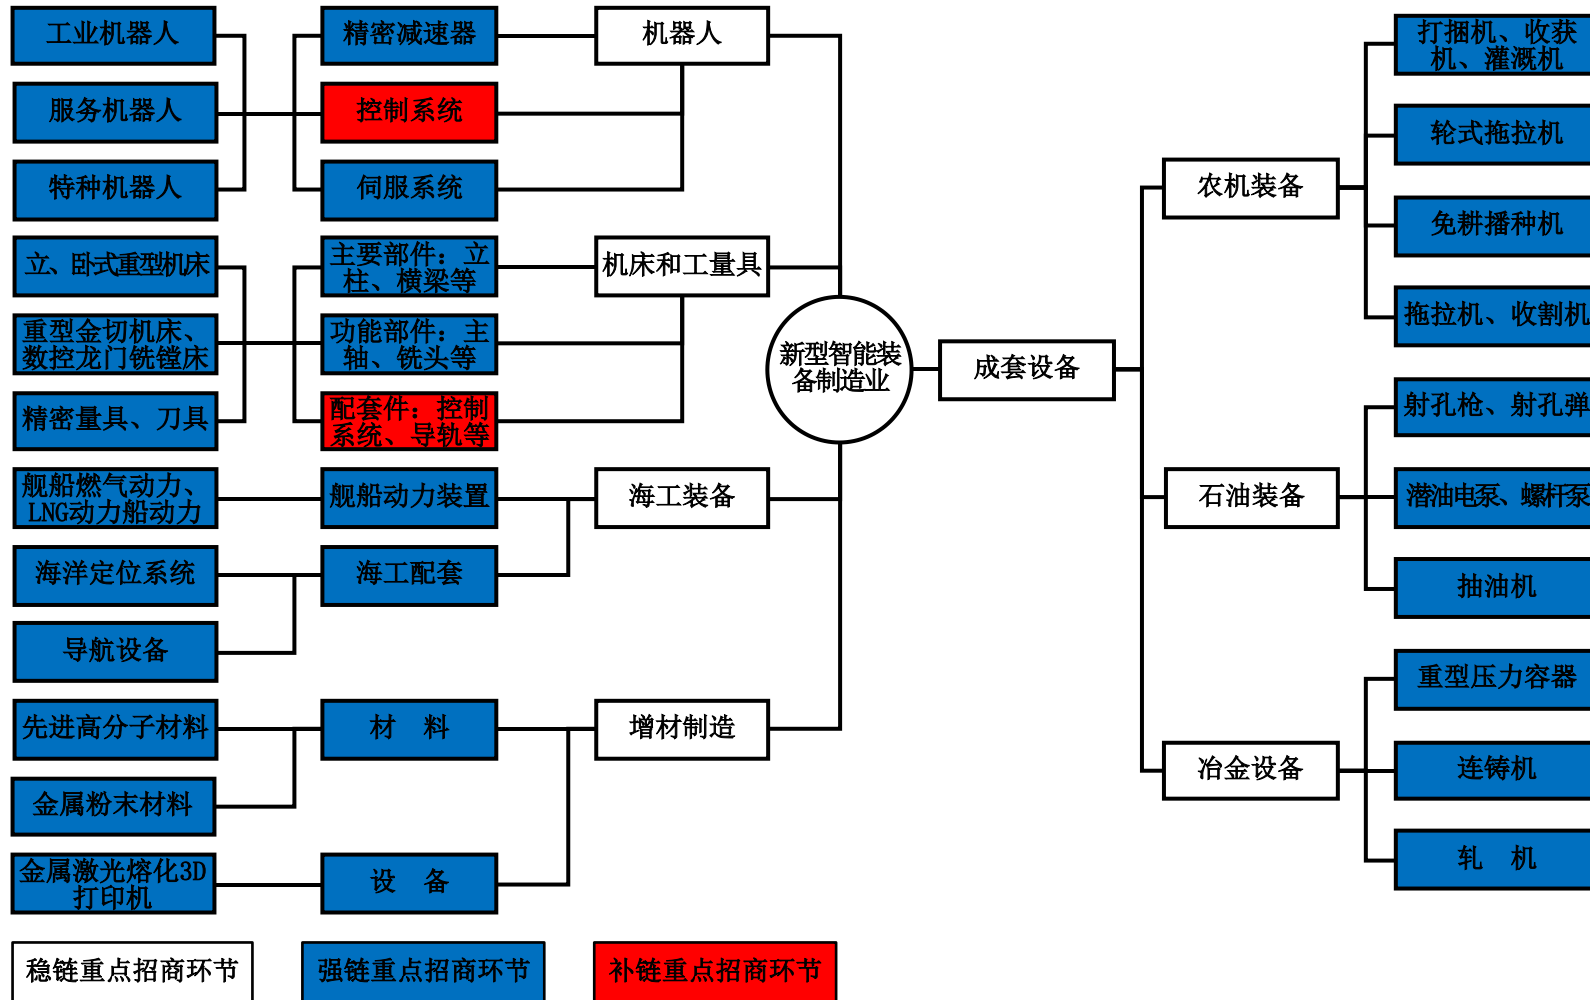 工业机器人
精密减速器
机器人
服务机器人
控制系统
特种机器人
伺服系统
立、卧式重型机床
主要部件：立
柱、横梁等
机床和工量具
重型金切机床、
数控龙门铣镗床
功能部件：主
轴、铣头等
精密量具、刀具
配套件：控制
系统、导轨等
舰船燃气动力、
LNG动力船动力
舰船动力装置
海工装备
海洋定位系统
海工配套
导航设备
先进高分子材料
材　料
增材制造
金属粉末材料
金属激光熔化3D
打印机
设　备
新型智能装
备制造业
成套设备
农机装备
打捆机、收获
机、灌溉机
轮式拖拉机
免耕播种机
拖拉机、收割机
石油装备
射孔枪、射孔弹
潜油电泵、螺杆泵
抽油机
冶金设备
重型压力容器
连铸机
轧　机
稳链重点招商环节
强链重点招商环节
补链重点招商环节